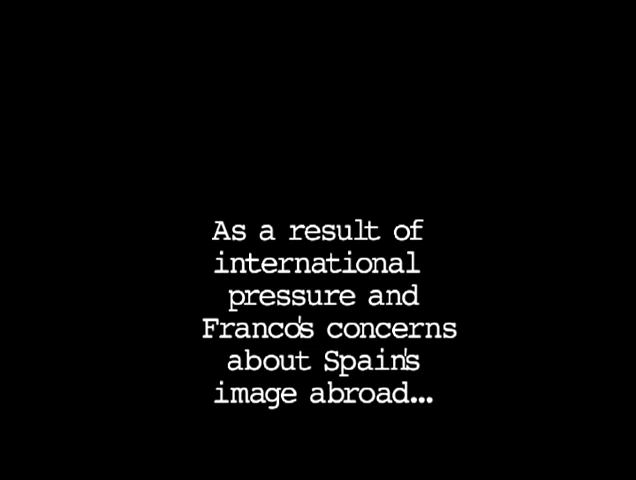 As a result of
international
pressure and
Franco's concerns
about Spain's
image abroad...